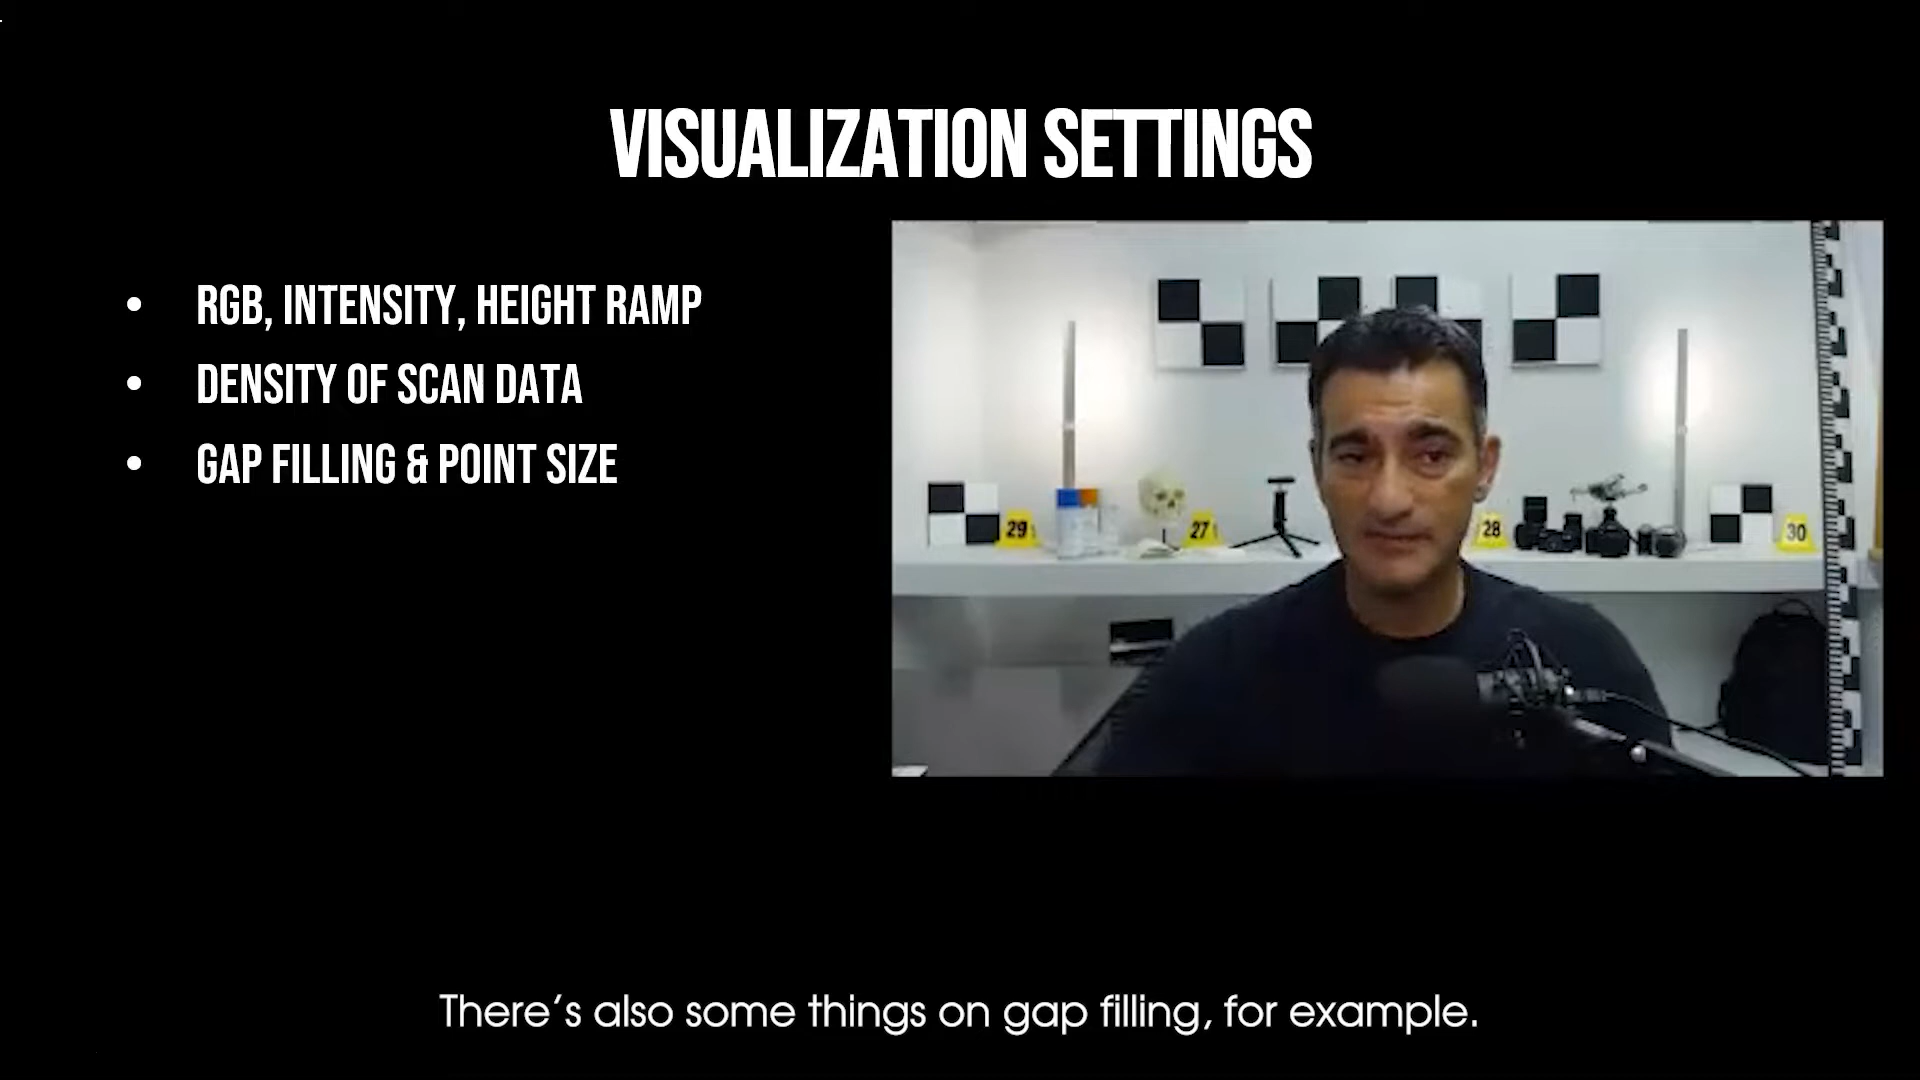 VISUALIZATION SETTINGS
• RGB, INTENSITY, HEIGHT RAMP
• DENSITY OF SCAN DATA
• GAP FILLING & POINT SIZE
29
27
28
30
There's also some things on gap filling, for example.